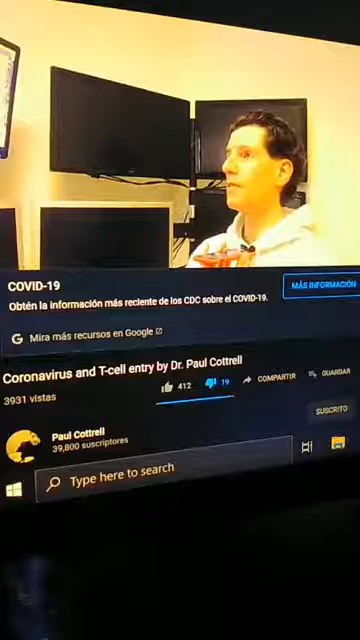 COVID-19
MÁS INFORMACIÓN
Obtén la información más reciente de los CDC sobre el COVID-19.
G Mira más recursos en Google
Coronavirus and T-cell entry by Dr. Paul Cottrell
3931 vistas
412
19
COMPARTIR
GUARDAR
Paul Cottrell
39,800 suscriptores
SUSCRITO
Type here to search